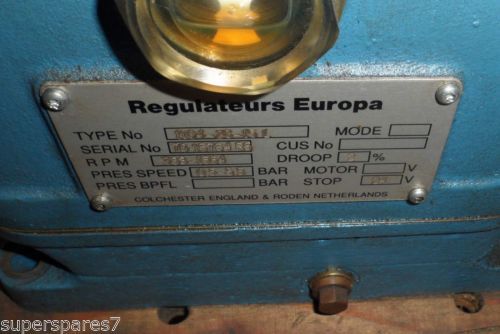 Regulateurs Europa
TYPE No MODE
SERIAL No CUS No
R P M DROOP %
PRES SPEED BAR MOTOR V
PRES BPFL BAR STOP V
COLCHESTER ENGLAND & RODEN NETHERLANDS
superspares7